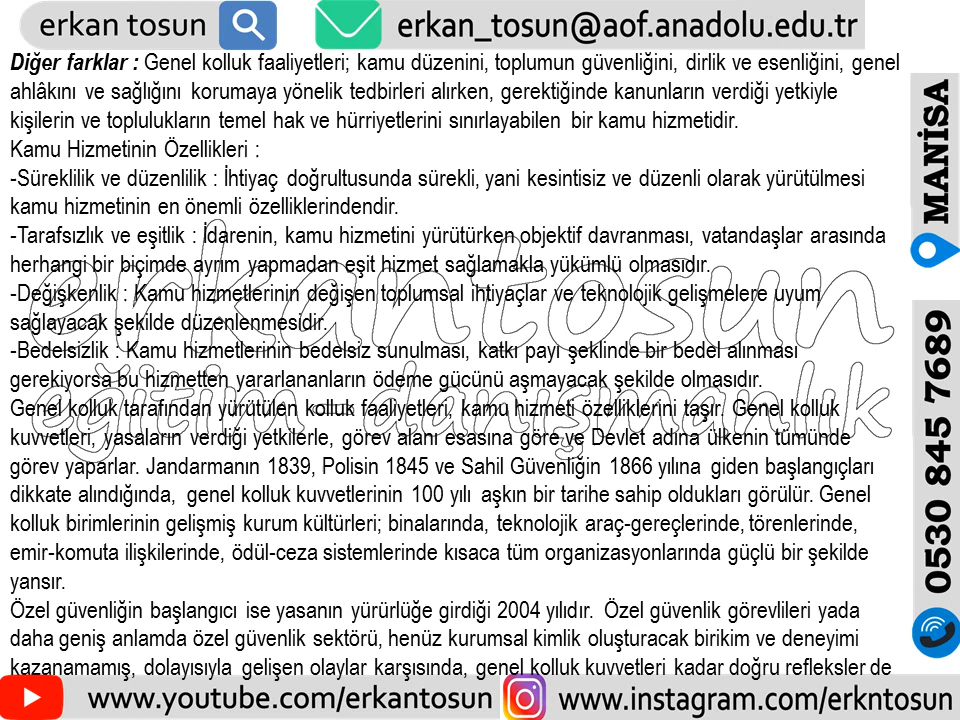 erkan tosun
erkan_tosun@aof.anadolu.edu.tr
Diğer farklar : Genel kolluk faaliyetleri; kamu düzenini, toplumun güvenliğini, dirlik ve esenliğini, genel
ahlâkını ve sağlığını korumaya yönelik tedbirleri alırken, gerektiğinde kanunların verdiği yetkiyle
kişilerin ve toplulukların temel hak ve hürriyetlerini sınırlayabilen bir kamu hizmetidir.
Kamu Hizmetinin Özellikleri :
-Süreklilik ve düzenlilik : İhtiyaç doğrultusunda sürekli, yani kesintisiz ve düzenli olarak yürütülmesi
kamu hizmetinin en önemli özelliklerindendir.
-Tarafsızlık ve eşitlik : İdarenin, kamu hizmetini yürütürken objektif davranması, vatandaşlar arasında
herhangi bir biçimde ayrım yapmadan eşit hizmet sağlamakla yükümlü olmasıdır.
-Değişkenlik : Kamu hizmetlerinin değişen toplumsal ihtiyaçlar ve teknolojik gelişmelere uyum
sağlayacak şekilde düzenlenmesidir.
-Bedelsizlik : Kamu hizmetlerinin bedelsiz sunulması, katkı payı şeklinde bir bedel alınması
gerekiyorsa bu hizmetten yararlananların ödeme gücünü aşmayacak şekilde olmasıdır.
Genel kolluk tarafından yürütülen kolluk faaliyetleri, kamu hizmeti özelliklerini taşır. Genel kolluk
kuvvetleri, yasaların verdiği yetkilerle, görev alanı esasına göre ve Devlet adına ülkenin tümünde
görev yaparlar. Jandarmanın 1839, Polisin 1845 ve Sahil Güvenliğin 1866 yılına giden başlangıçları
dikkate alındığında, genel kolluk kuvvetlerinin 100 yılı aşkın bir tarihe sahip oldukları görülür. Genel
kolluk birimlerinin gelişmiş kurum kültürleri; binalarında, teknolojik araç-gereçlerinde, törenlerinde,
emir-komuta ilişkilerinde, ödül-ceza sistemlerinde kısaca tüm organizasyonlarında güçlü bir şekilde
yansır.
Özel güvenliğin başlangıcı ise yasanın yürürlüğe girdiği 2004 yılıdır. Özel güvenlik görevlileri yada
daha geniş anlamda özel güvenlik sektörü, henüz kurumsal kimlik oluşturacak birikim ve deneyimi
kazanamamış, dolayısıyla gelişen olaylar karşısında, genel kolluk kuvvetleri kadar doğru refleksler de
erkantosun
eğitim danışmanlık
MANİSA
0530 845 7689
www.youtube.com/erkantosun
www.instagram.com/erkntosun